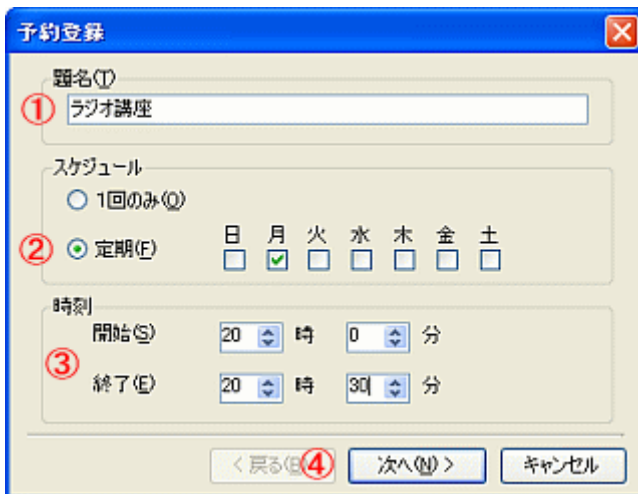 予約登録
題名(T)
① ラジオ講座
スケジュール
1回のみ(O)
日 月 火 水 木 金 土
② 定期(F)
時刻
開始(S) 20 時 0 分
③
終了(E) 20 時 30 分
< 戻る(B) ④ 次へ(N) > キャンセル